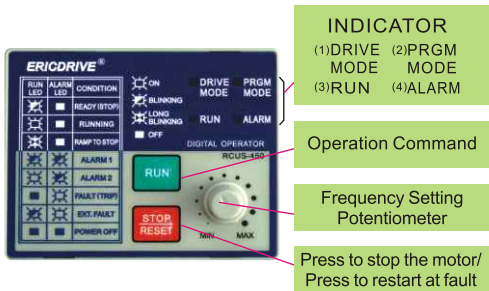 ERICDRIVE®
RUN LED ALARM LED CONDITION
READY (STOP)
RUNNING
RAMP TO STOP
ALARM 1
ALARM 2
FAULT (TRIP)
EXT. FAULT
POWER OFF
ON
BLINKING
LONG BLINKING
OFF
DRIVE MODE
PRGM MODE
RUN
ALARM
DIGITAL OPERATOR
RCUS-450
RUN
STOP
RESET
MIN
MAX
INDICATOR
(1)DRIVE (2)PRGM
MODE MODE
(3)RUN (4)ALARM
Operation Command
Frequency Setting
Potentiometer
Press to stop the motor/
Press to restart at fault